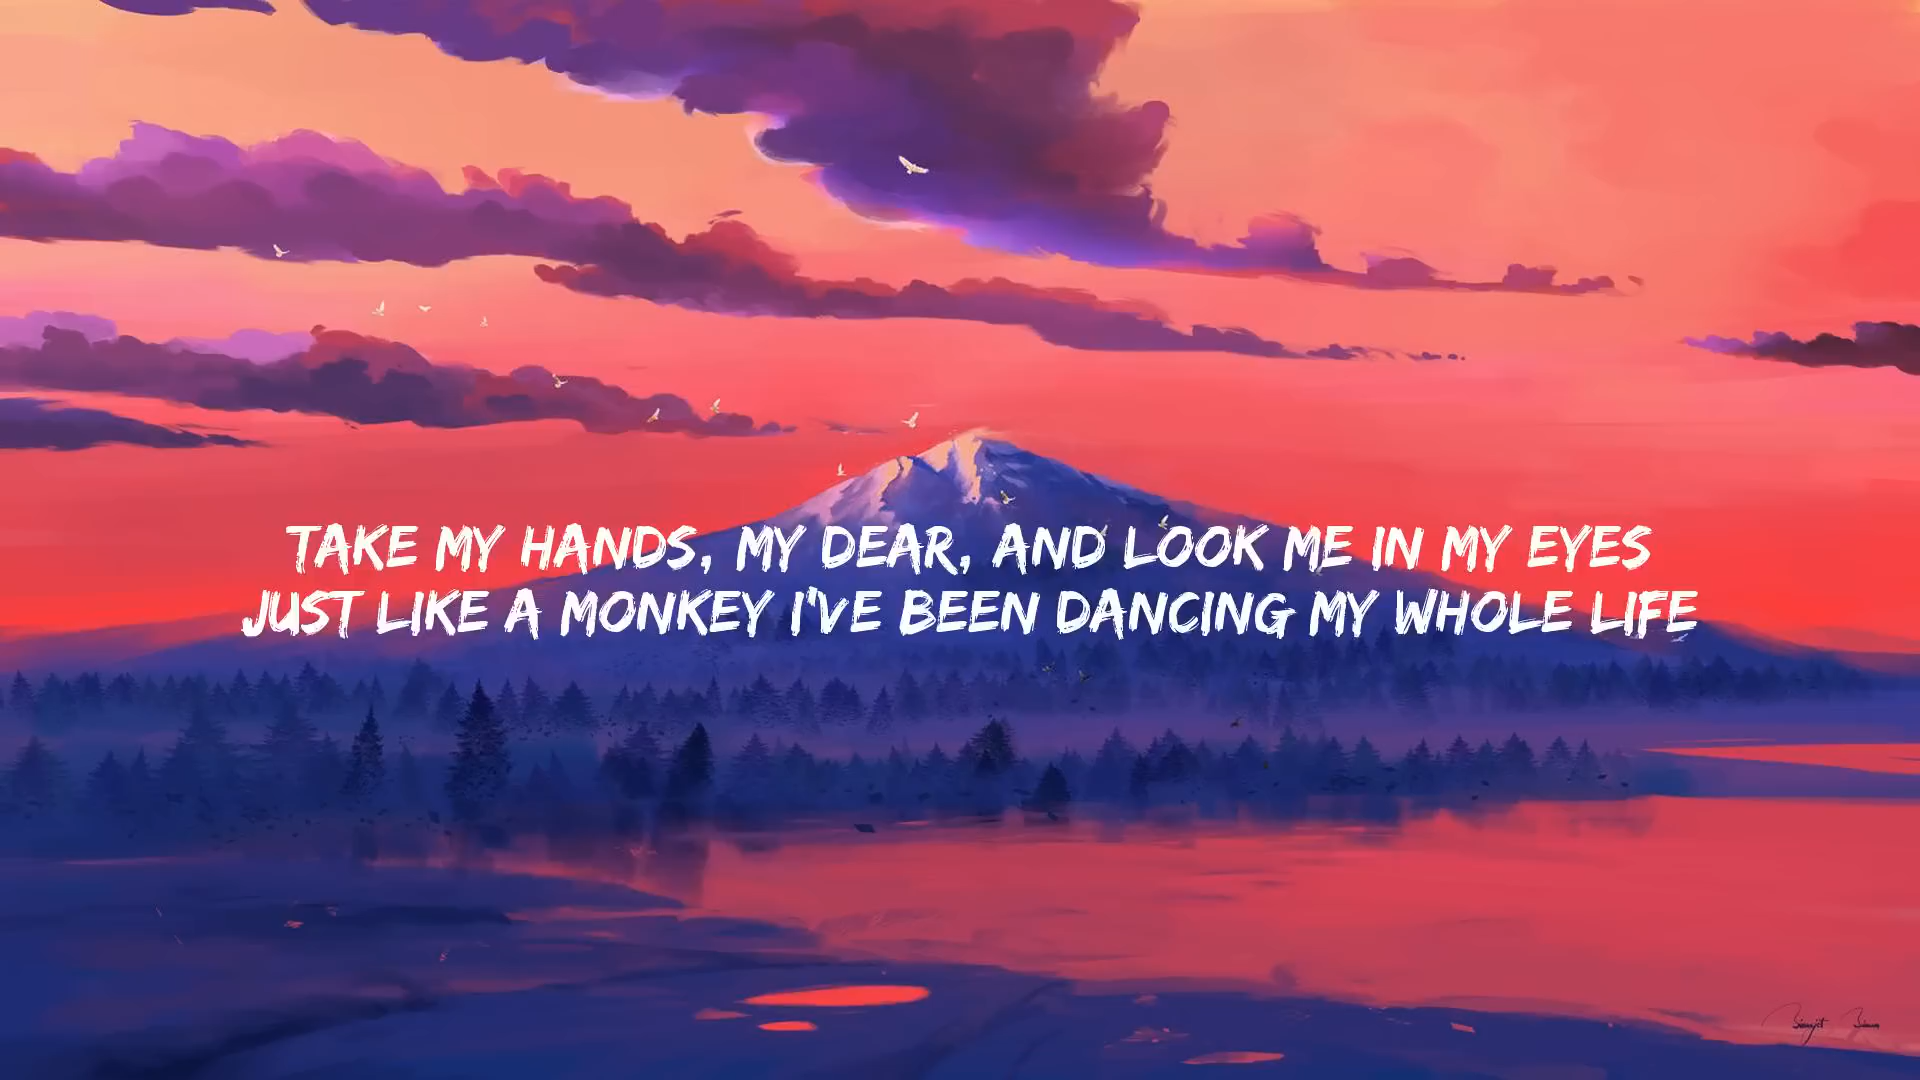 TAKE MY HANDS, MY DEAR, AND LOOK ME IN MY EYES
JUST LIKE A MONKEY I'VE BEEN DANCING MY WHOLE LIFE